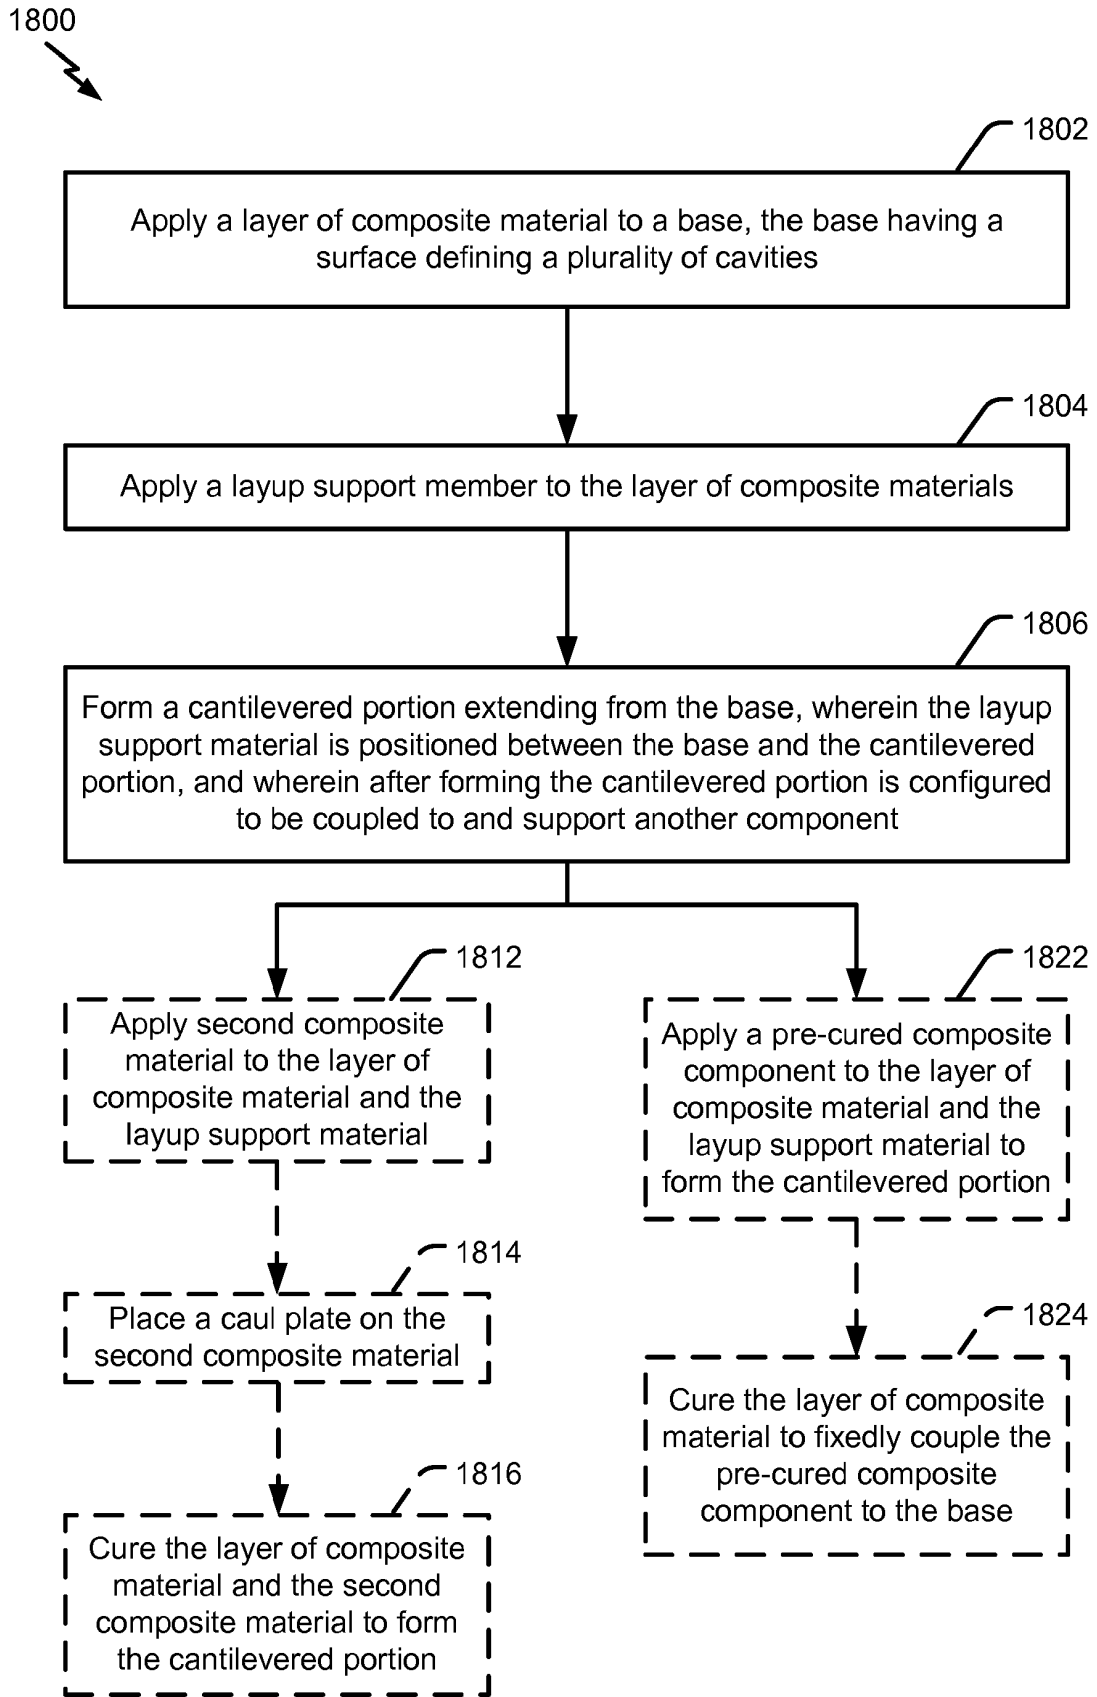 1800
1802
Apply a layer of composite material to a base, the base having a
surface defining a plurality of cavities
1804
Apply a layup support member to the layer of composite materials
1806
Form a cantilevered portion extending from the base, wherein the layup
support material is positioned between the base and the cantilevered
portion, and wherein after forming the cantilevered portion is configured
to be coupled to and support another component
1812
Apply second composite
material to the layer of
composite material and the
layup support material
1814
Place a caul plate on the
second composite material
1816
Cure the layer of composite
material and the second
composite material to form
the cantilevered portion
1822
Apply a pre-cured composite
component to the layer of
composite material and the
layup support material to
form the cantilevered portion
1824
Cure the layer of composite
material to fixedly couple the
pre-cured composite
component to the base